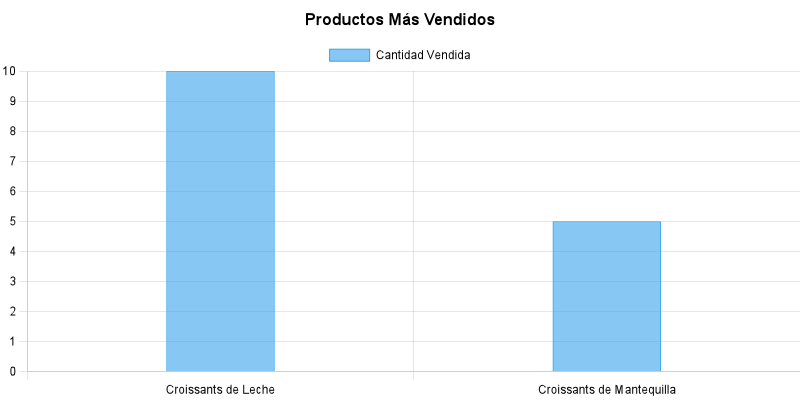 Productos Más Vendidos
Cantidad Vendida
10
9
8
7
6
5
4
3
2
1
0
Croissants de Leche
Croissants de Mantequilla